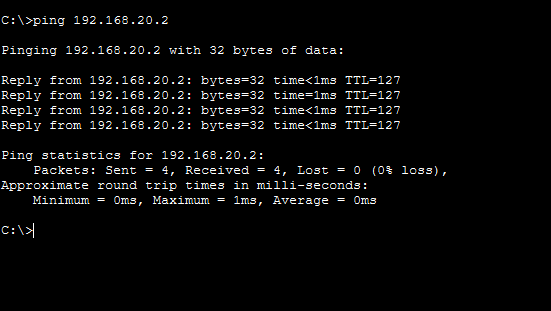 C:\>ping 192.168.20.2
Pinging 192.168.20.2 with 32 bytes of data:
Reply from 192.168.20.2: bytes=32 time<1ms TTL=127
Reply from 192.168.20.2: bytes=32 time=1ms TTL=127
Reply from 192.168.20.2: bytes=32 time<1ms TTL=127
Reply from 192.168.20.2: bytes=32 time<1ms TTL=127
Ping statistics for 192.168.20.2:
    Packets: Sent = 4, Received = 4, Lost = 0 (0% loss),
Approximate round trip times in milli-seconds:
    Minimum = 0ms, Maximum = 1ms, Average = 0ms
C:\>